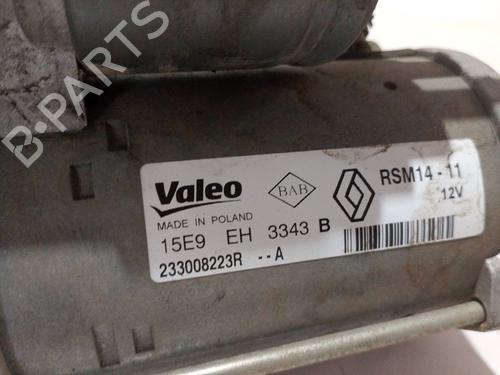 B-PARTS
Valeo
BAB
RSM14 - 11
MADE IN POLAND
12V
15E9 EH 3343 B
233008223R --A